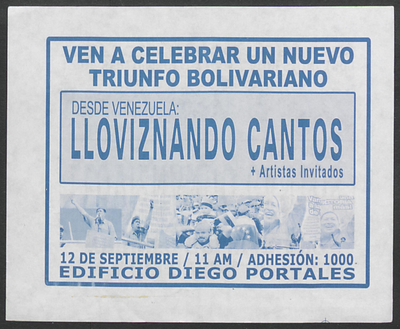 VEN A CELEBRAR UN NUEVO
TRIUNFO BOLIVARIANO
DESDE VENEZUELA:
LLOVIZNANDO CANTOS
+ Artistas Invitados
12 DE SEPTIEMBRE / 11 AM / ADHESIÓN: 1000
EDIFICIO DIEGO PORTALES